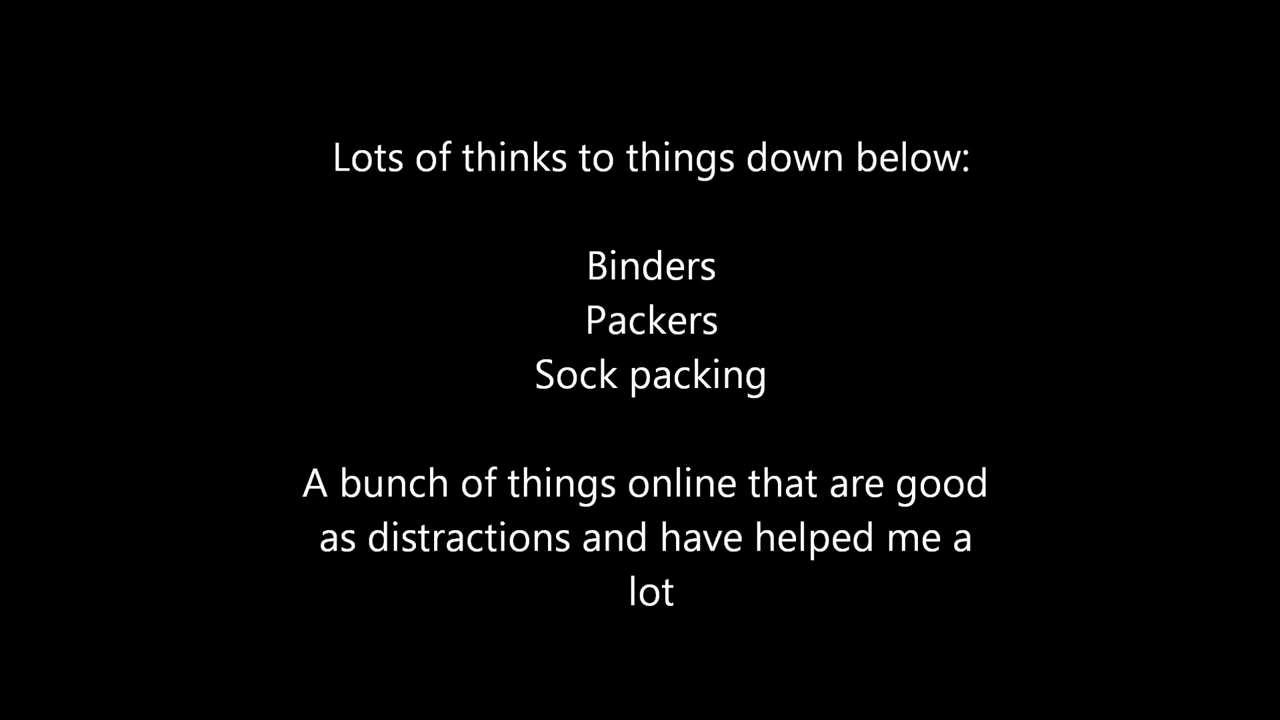 Lots of thinks to things down below:
Binders
Packers
Sock packing
A bunch of things online that are good
as distractions and have helped me a
lot